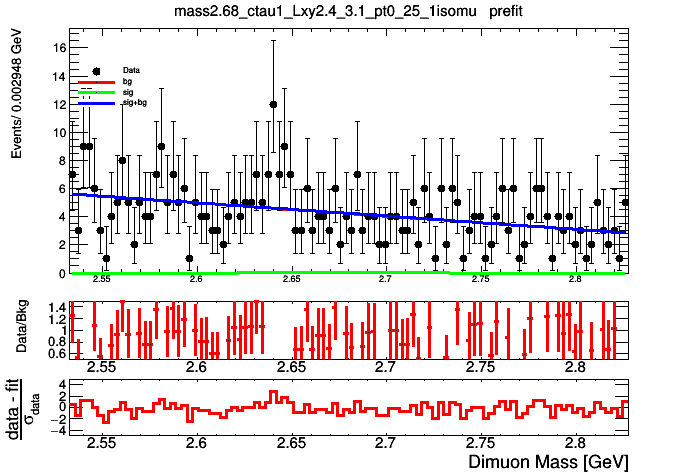 mass2.68_ctau1_Lxy2.4_3.1_pt0_25_1isomu prefit
Events/ 0.002948 GeV
16
14
12
10
8
6
4
2
0
Data
bg
sig
sig+bg
2.55 2.6 2.65 2.7 2.75 2.8
Data/Bkg
1.4
1.2
1
0.8
0.6
2.55 2.6 2.65 2.7 2.75 2.8
data - fit
σdata
4
2
0
−2
−4
2.55 2.6 2.65 2.7 2.75 2.8
Dimuon Mass [GeV]